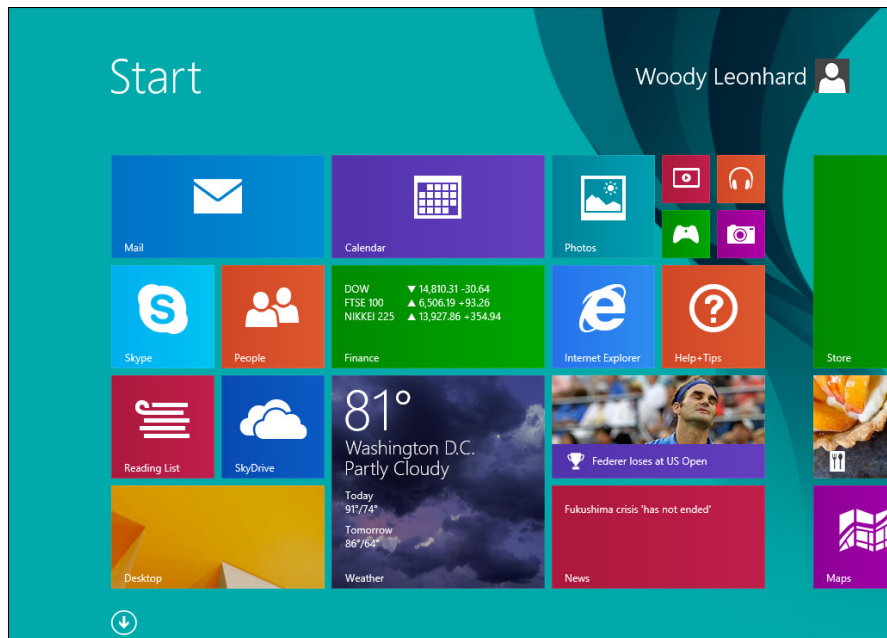 Start
Woody Leonhard
Mail
Calendar
Photos
S
Skype
People
DOW ▼ 14,810.31 -30.64
FTSE 100 ▲ 6,506.19 +93.26
NIKKEI 225 ▲ 13,927.86 +354.94
Finance
Internet Explorer
?
Help+Tips
Store
Reading List
SkyDrive
81°
Washington D.C.
Partly Cloudy
Today
91°/74°
Tomorrow
86°/64°
Weather
Federer loses at US Open
Desktop
Fukushima crisis 'has not ended'
News
Maps